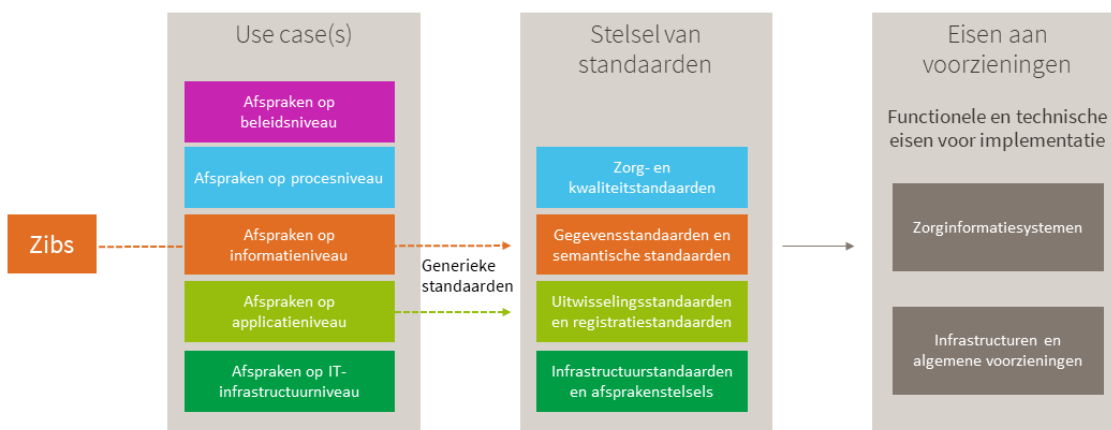 Use case(s)
Afspraken op
beleidsniveau
Afspraken op procesniveau
Zibs
Afspraken op
informatieniveau
Afspraken op
applicatieniveau
Afspraken op IT-
infrastructuurniveau
Generieke
standaarden
Stelsel van
standaarden
Zorg- en
kwaliteitstandaarden
Gegevensstandaarden en
semantische standaarden
Uitwisselingsstandaarden
en registratiestandaarden
Infrastructuurstandaarden
en afsprakenstelsels
Eisen aan
voorzieningen
Functionele en technische
eisen voor implementatie
Zorginformatiesystemen
Infrastructuren en
algemene voorzieningen